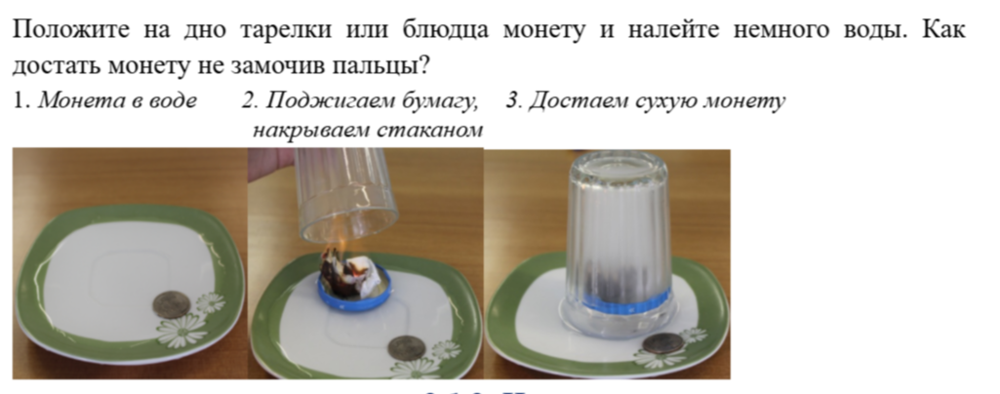 Положите на дно тарелки или блюдца монету и налейте немного воды. Как
достать монету не замочив пальцы?
1. Монета в воде 2. Поджигаем бумагу, 3. Достаем сухую монету
накрываем стаканом